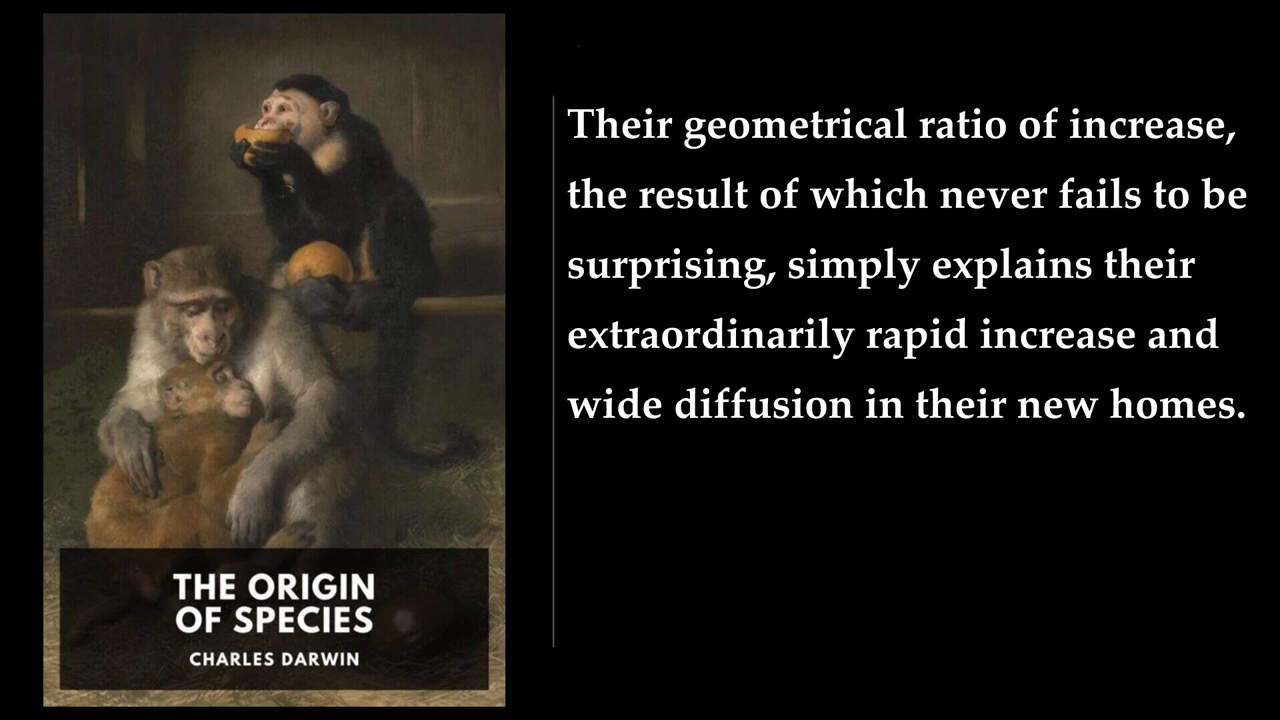 Their geometrical ratio of increase,
the result of which never fails to be
surprising, simply explains their
extraordinarily rapid increase and
wide diffusion in their new homes.
THE ORIGIN
OF SPECIES
CHARLES DARWIN